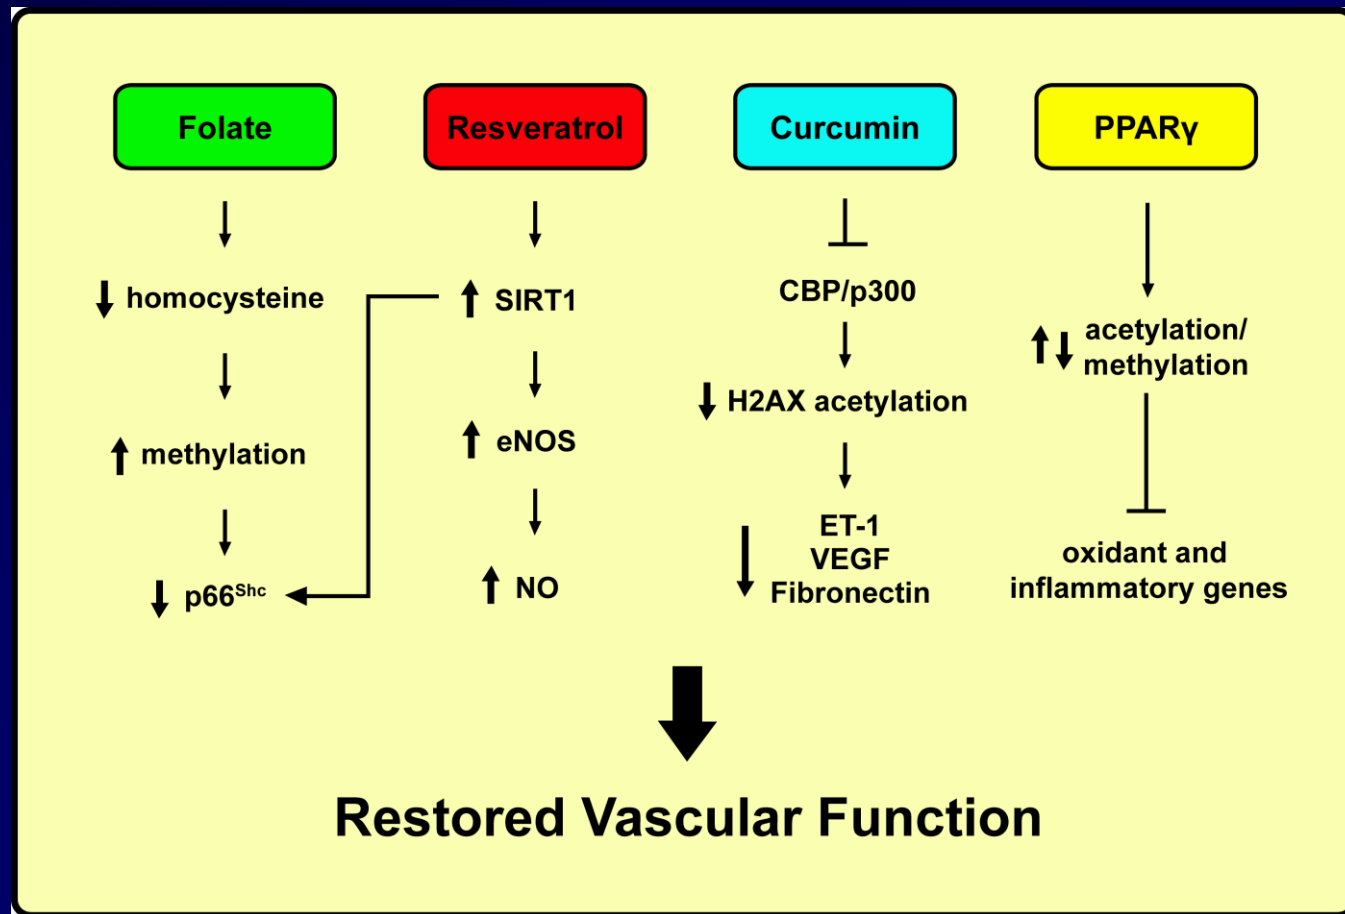 Folate
Resveratrol
Curcumin
PPARγ
homocysteine
methylation
p66Shc
SIRT1
eNOS
NO
CBP/p300
H2AX acetylation
ET-1
VEGF
Fibronectin
acetylation/
methylation
oxidant and
inflammatory genes
Restored Vascular Function